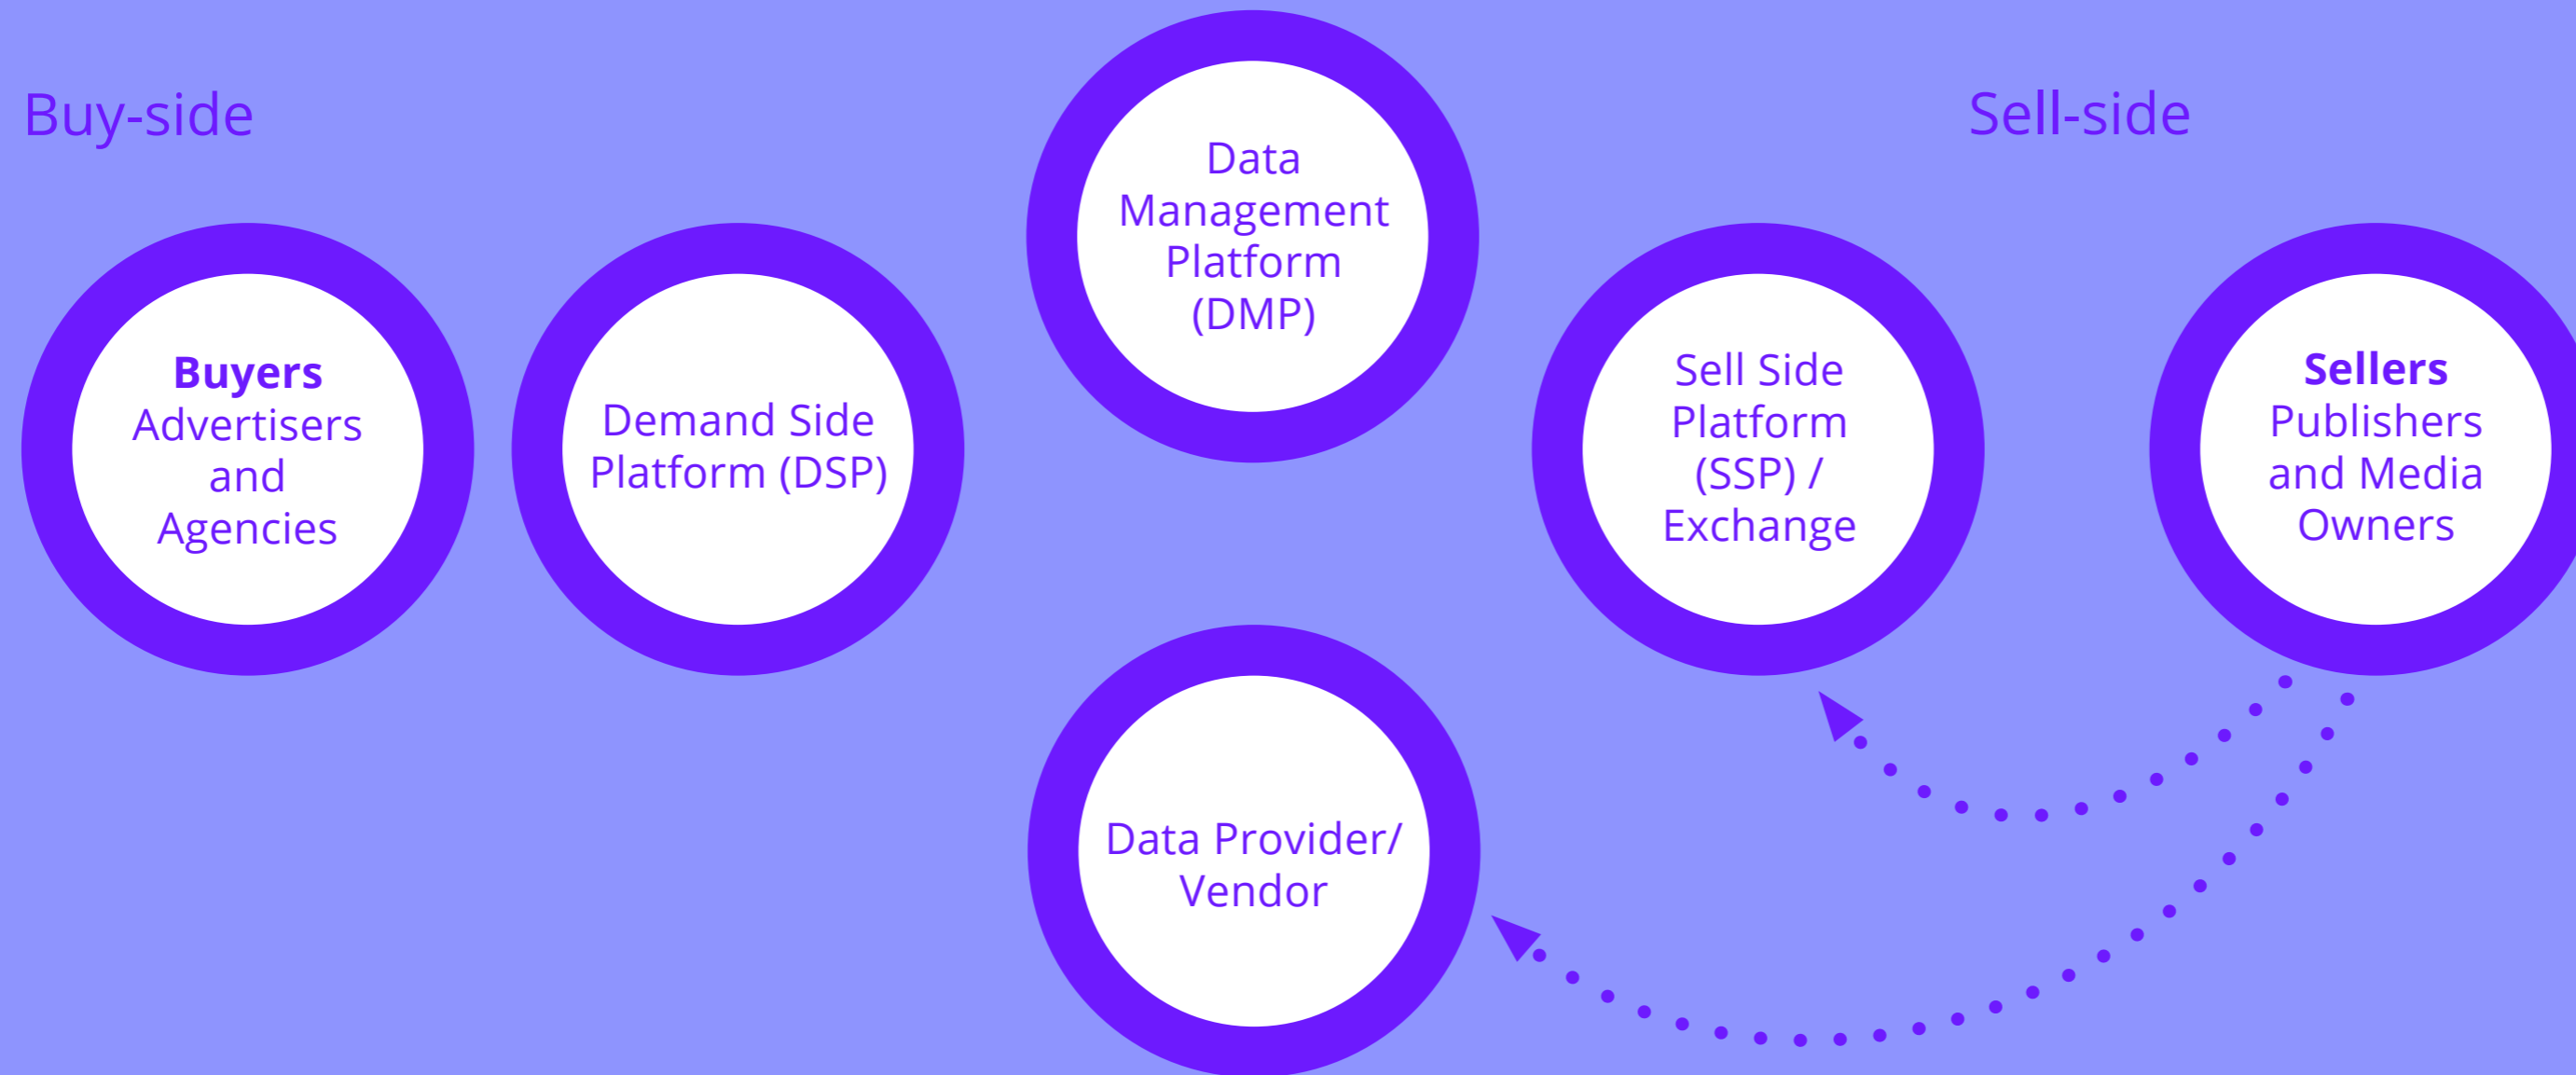 Buy-side
Sell-side
Buyers
Advertisers
and
Agencies
Demand Side
Platform (DSP)
Data
Management
Platform
(DMP)
Data Provider/
Vendor
Sell Side
Platform
(SSP) /
Exchange
Sellers
Publishers
and Media
Owners